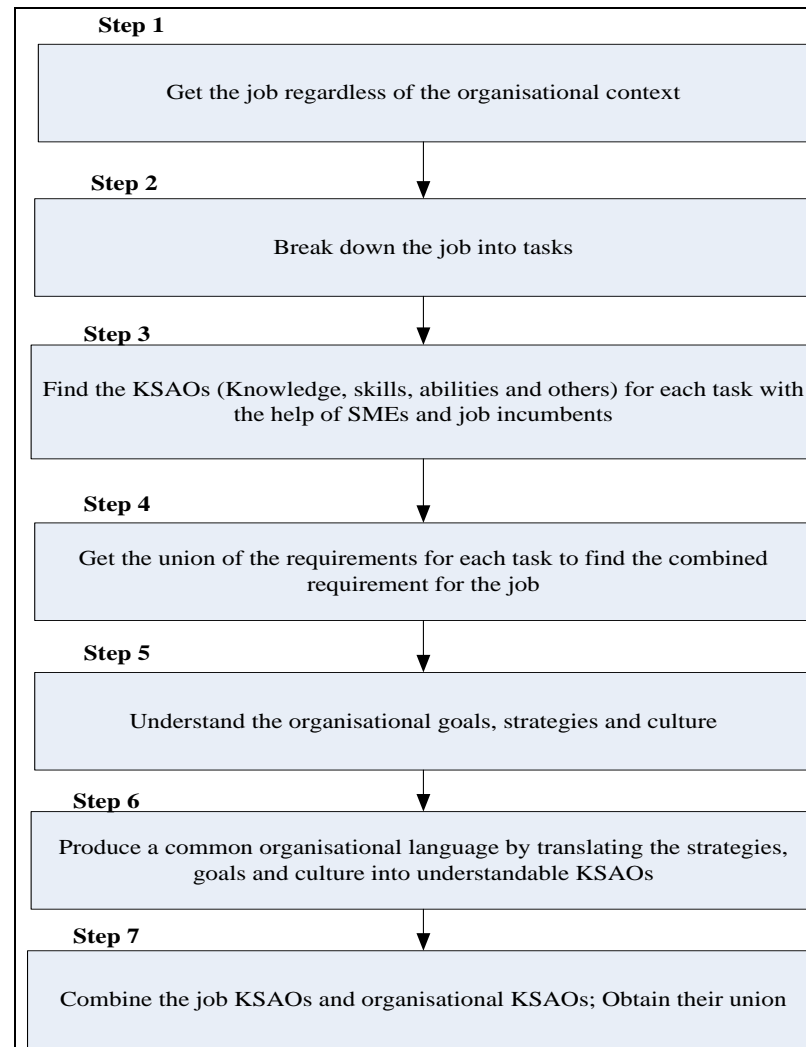 Step 1
Get the job regardless of the organisational context
Step 2
Break down the job into tasks
Step 3
Find the KSAOs (Knowledge, skills, abilities and others) for each task with
the help of SMEs and job incumbents
Step 4
Get the union of the requirements for each task to find the combined
requirement for the job
Step 5
Understand the organisational goals, strategies and culture
Step 6
Produce a common organisational language by translating the strategies,
goals and culture into understandable KSAOs
Step 7
Combine the job KSAOs and organisational KSAOs; Obtain their union